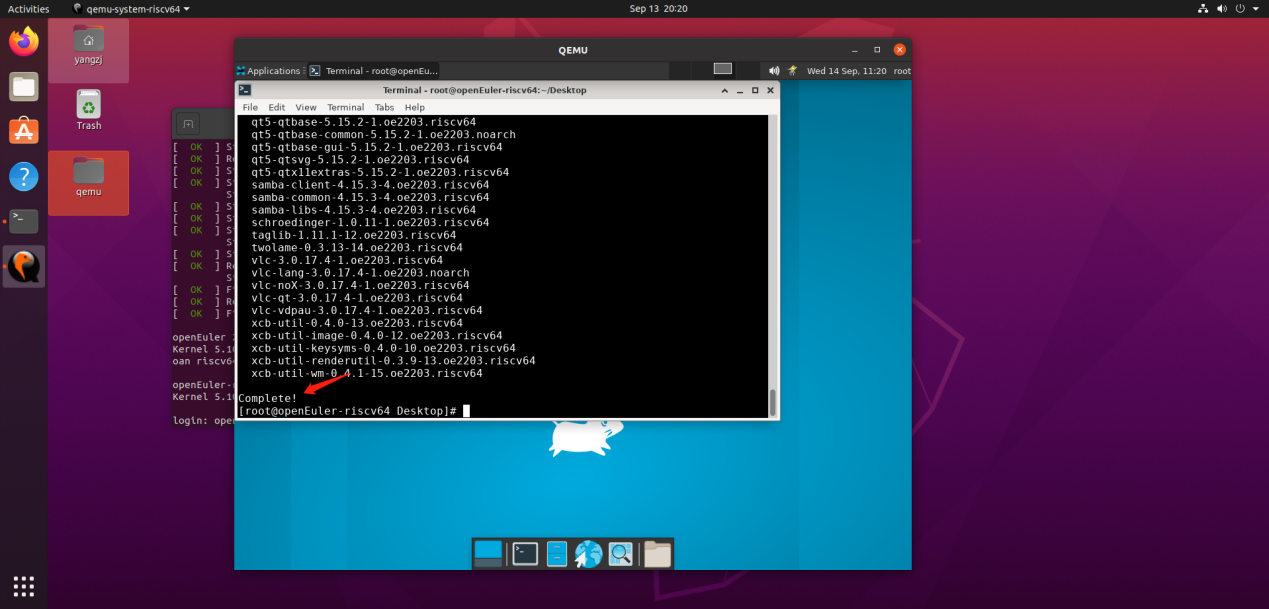 Activities
qemu-system-riscv64
Sep 13 20:20
yangzj
Trash
qemu
QEMU
Applications
Terminal - root@openEu...
Wed 14 Sep, 11:20 root
Terminal - root@openEuler-riscv64:~/Desktop
File Edit View Terminal Tabs Help
qt5-qtbase-5.15.2-1.oe2203.riscv64
qt5-qtbase-common-5.15.2-1.oe2203.noarch
qt5-qtbase-gui-5.15.2-1.oe2203.riscv64
qt5-qtsvg-5.15.2-1.oe2203.riscv64
qt5-qtx11extras-5.15.2-1.oe2203.riscv64
samba-client-4.15.3-4.oe2203.riscv64
samba-common-4.15.3-4.oe2203.riscv64
samba-libs-4.15.3-4.oe2203.riscv64
schroedinger-1.0.11-1.oe2203.riscv64
taglib-1.11.1-12.oe2203.riscv64
twolame-0.3.13-14.oe2203.riscv64
vlc-3.0.17.4-1.oe2203.riscv64
vlc-lang-3.0.17.4-1.oe2203.noarch
vlc-noX-3.0.17.4-1.oe2203.riscv64
vlc-qt-3.0.17.4-1.oe2203.riscv64
vlc-vdpau-3.0.17.4-1.oe2203.riscv64
xcb-util-0.4.0-13.oe2203.riscv64
xcb-util-image-0.4.0-12.oe2203.riscv64
xcb-util-keysyms-0.4.0-10.oe2203.riscv64
xcb-util-renderutil-0.3.9-13.oe2203.riscv64
xcb-util-wm-0.4.1-15.oe2203.riscv64
Complete!
[root@openEuler-riscv64 Desktop]#
[ OK ] S
[ OK ] R
[ OK ] S
[ OK ] S
S
[ OK ] S
[ OK ] S
[ OK ] S
S
[ OK ] S
[ OK ] R
S
[ OK ] F
[ OK ] R
[ OK ] F
openEuler
Kernel 5.10
oan riscv6
openEuler-
Kernel 5.10
login: ope